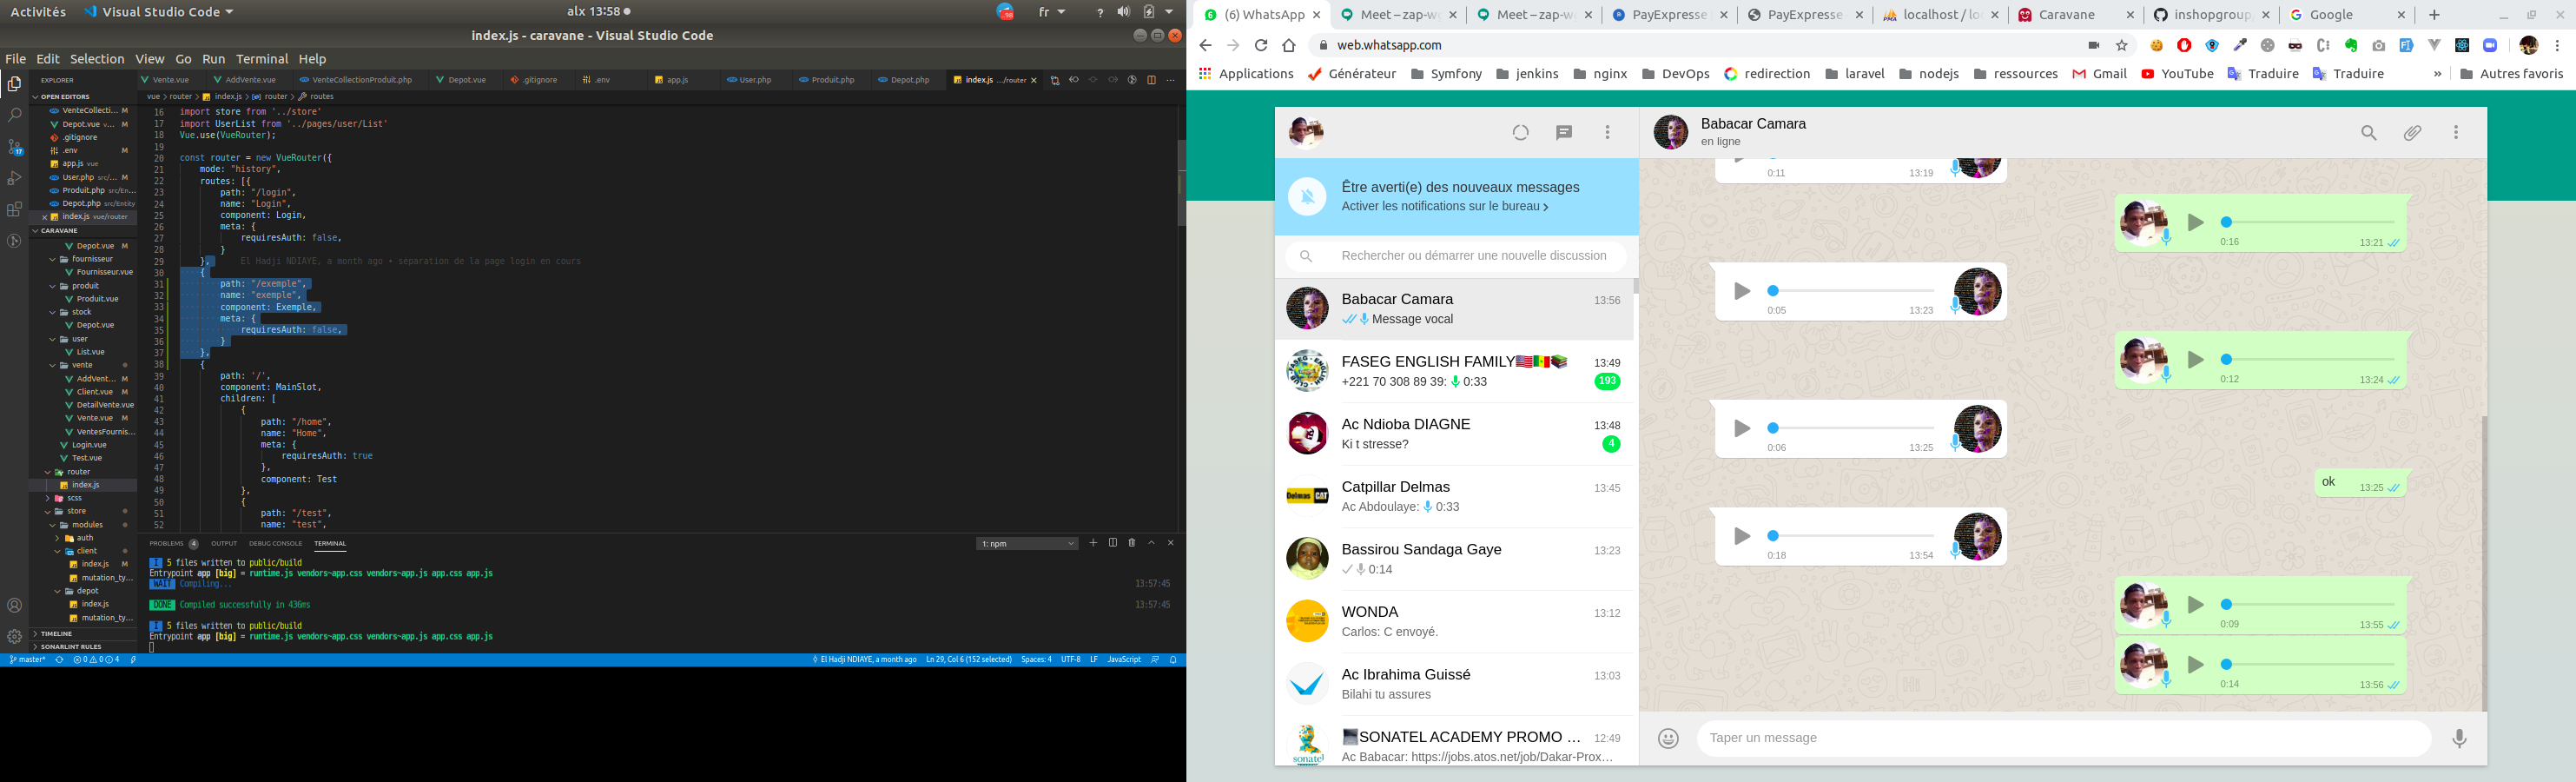 Activités
Visual Studio Code
alx 13:58
fr
index.js - caravane - Visual Studio Code
File Edit Selection View Go Run Terminal Help
EXPLORER
OPEN EDITORS
VenteCollecti... M
Depot.vue v... M
.gitignore
.env M
app.js vue
User.php src/... M
Produit.php src/En...
Depot.php src/Entity
index.js vue/router
CARAVANE
Depot.vue M
fournisseur
Fournisseur.vue
produit
Produit.vue
stock
Depot.vue
user
List.vue
vente
AddVent... M
Client.vue M
DetailVente.vue
Vente.vue M
VentesFournis...
Login.vue
Test.vue
router
index.js
scss
store
modules
auth
client
index.js M
mutation_ty...
depot
index.js
mutation_ty...
TIMELINE
SONARLINT RULES
17
Vente.vue
AddVente.vue
VenteCollectionProduit.php
Depot.vue
.gitignore
.env
app.js
User.php
Produit.php
Depot.php
index.js .../router
vue > router > index.js > router > routes
16 import store from '../store'
17 import UserList from '../pages/user/List'
18 Vue.use(VueRouter);
19
20 const router = new VueRouter({
21 mode: "history",
22 routes: [{
23 path: "/login",
24 name: "Login",
25 component: Login,
26 meta: {
27 requiresAuth: false,
28 }
29 }, El Hadji NDIAYE, a month ago • séparation de la page login en cours
30 {
31 path: "/exemple",
32 name: "exemple",
33 component: Exemple,
34 meta: {
35 requiresAuth: false,
36 }
37 },
38 {
39 path: '/',
40 component: MainSlot,
41 children: [
42 {
43 path: "/home",
44 name: "Home",
45 meta: {
46 requiresAuth: true
47 },
48 component: Test
49 },
50 {
51 path: "/test",
52 name: "test",
PROBLEMS 4 OUTPUT DEBUG CONSOLE TERMINAL
1: npm
I 5 files written to public/build
Entrypoint app [big] = runtime.js vendors~app.css vendors~app.js app.css app.js
WAIT Compiling... 13:57:45
DONE Compiled successfully in 436ms 13:57:45
I 5 files written to public/build
Entrypoint app [big] = runtime.js vendors~app.css vendors~app.js app.css app.js
master* 0 0 4
El Hadji NDIAYE, a month ago Ln 29, Col 6 (152 selected) Spaces: 4 UTF-8 LF JavaScript
(6) WhatsApp
Meet – zap-w
Meet – zap-w
PayExpresse
PayExpresse
localhost / lo
Caravane
inshopgroup
Google
web.whatsapp.com
Applications
Générateur
Symfony
jenkins
nginx
DevOps
redirection
laravel
nodejs
ressources
Gmail
YouTube
Traduire
Traduire
»
Autres favoris
Être averti(e) des nouveaux messages
Activer les notifications sur le bureau
Rechercher ou démarrer une nouvelle discussion
Babacar Camara 13:56
Message vocal
FASEG ENGLISH FAMILY🇺🇸🇸🇳📚 13:49
+221 70 308 89 39: 0:33 193
Ac Ndioba DIAGNE 13:48
Ki t stresse? 4
Catpillar Delmas 13:45
Ac Abdoulaye: 0:33
Bassirou Sandaga Gaye 13:23
0:14
WONDA 13:12
Carlos: C envoyé.
Ac Ibrahima Guissé 13:03
Bilahi tu assures
SONATEL ACADEMY PROMO … 12:49
Ac Babacar: https://jobs.atos.net/job/Dakar-Prox…
Delmas CAT
sonatel
Babacar Camara
en ligne
0:11 13:19
0:16 13:21
0:05 13:23
0:12 13:24
0:06 13:25
ok 13:25
0:18 13:54
0:09 13:55
0:14 13:56
Taper un message